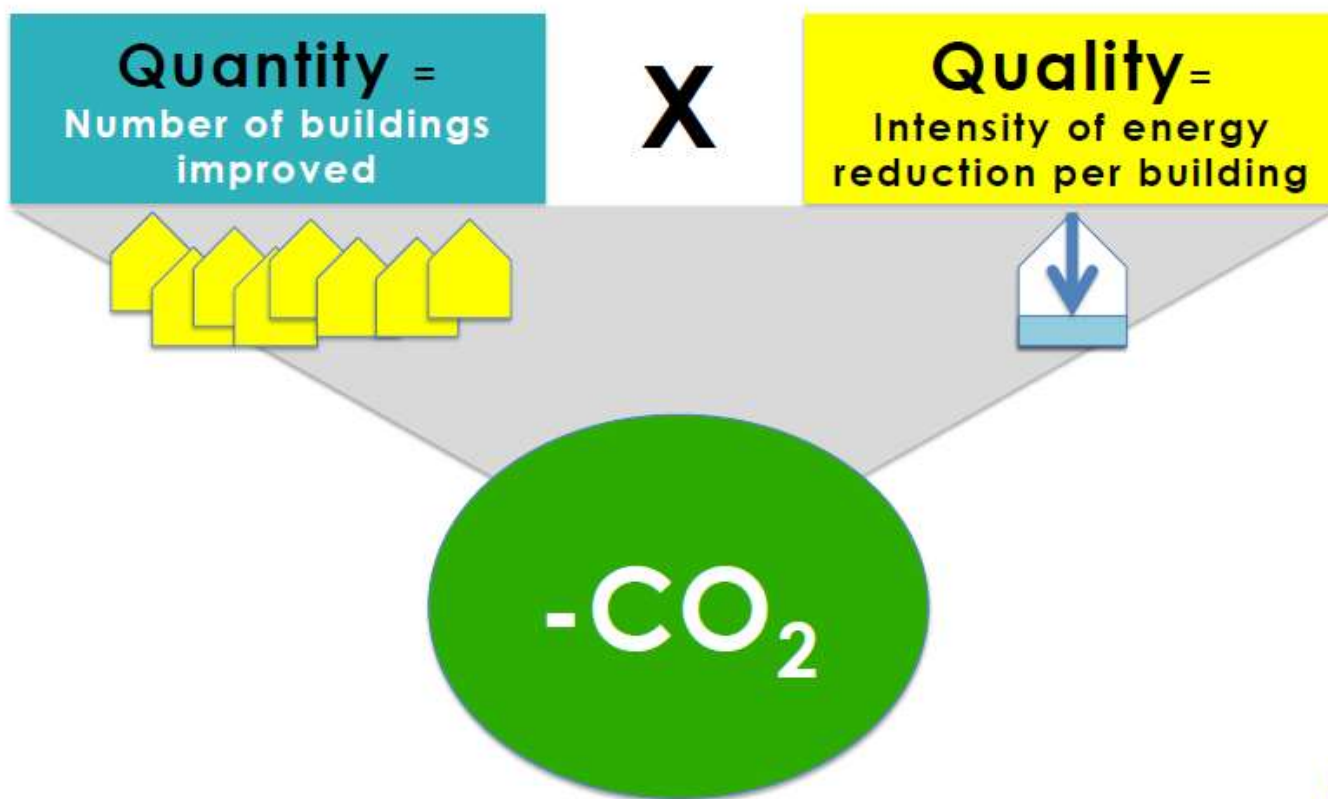 Quantity =
Number of buildings
improved
X
Quality=
Intensity of energy
reduction per building
-CO₂